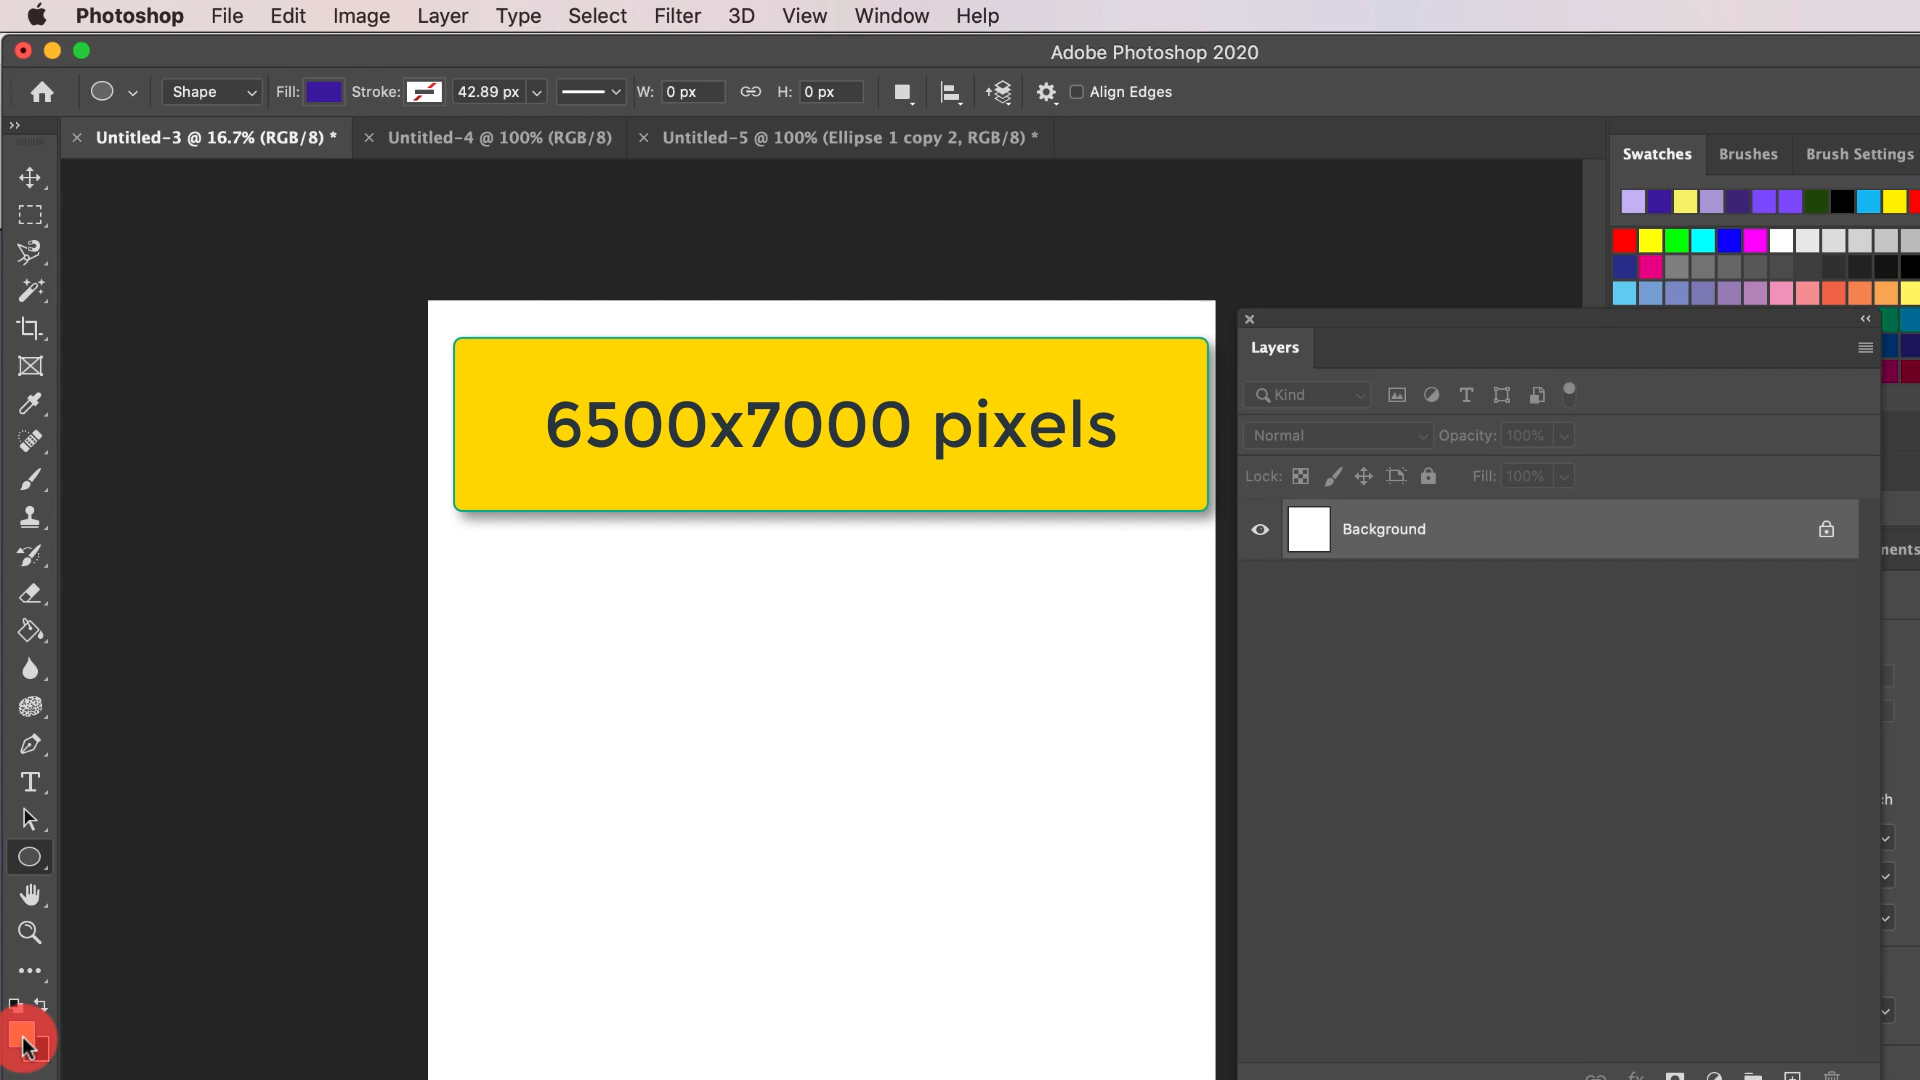 Photoshop File Edit Image Layer Type Select Filter 3D View Window Help
Adobe Photoshop 2020
Shape Fill: Stroke: 42.89 px W: 0 px H: 0 px Align Edges
Untitled-3 @ 16.7% (RGB/8) * Untitled-4 @ 100% (RGB/8) Untitled-5 @ 100% (Ellipse 1 copy 2, RGB/8) *
Swatches Brushes Brush Settings
Layers
Kind
Normal Opacity: 100%
Lock: Fill: 100%
Background
6500x7000 pixels